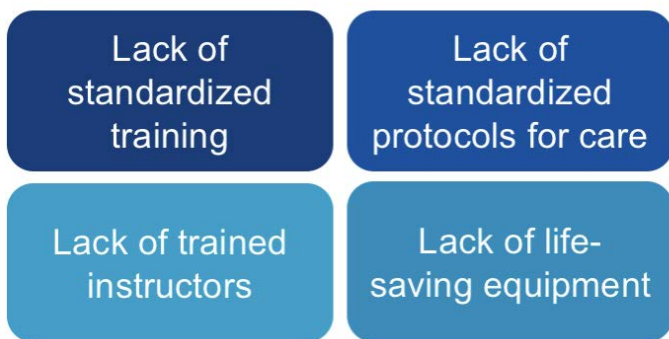 Lack of
standardized
training
Lack of
standardized
protocols for care
Lack of trained
instructors
Lack of life-
saving equipment